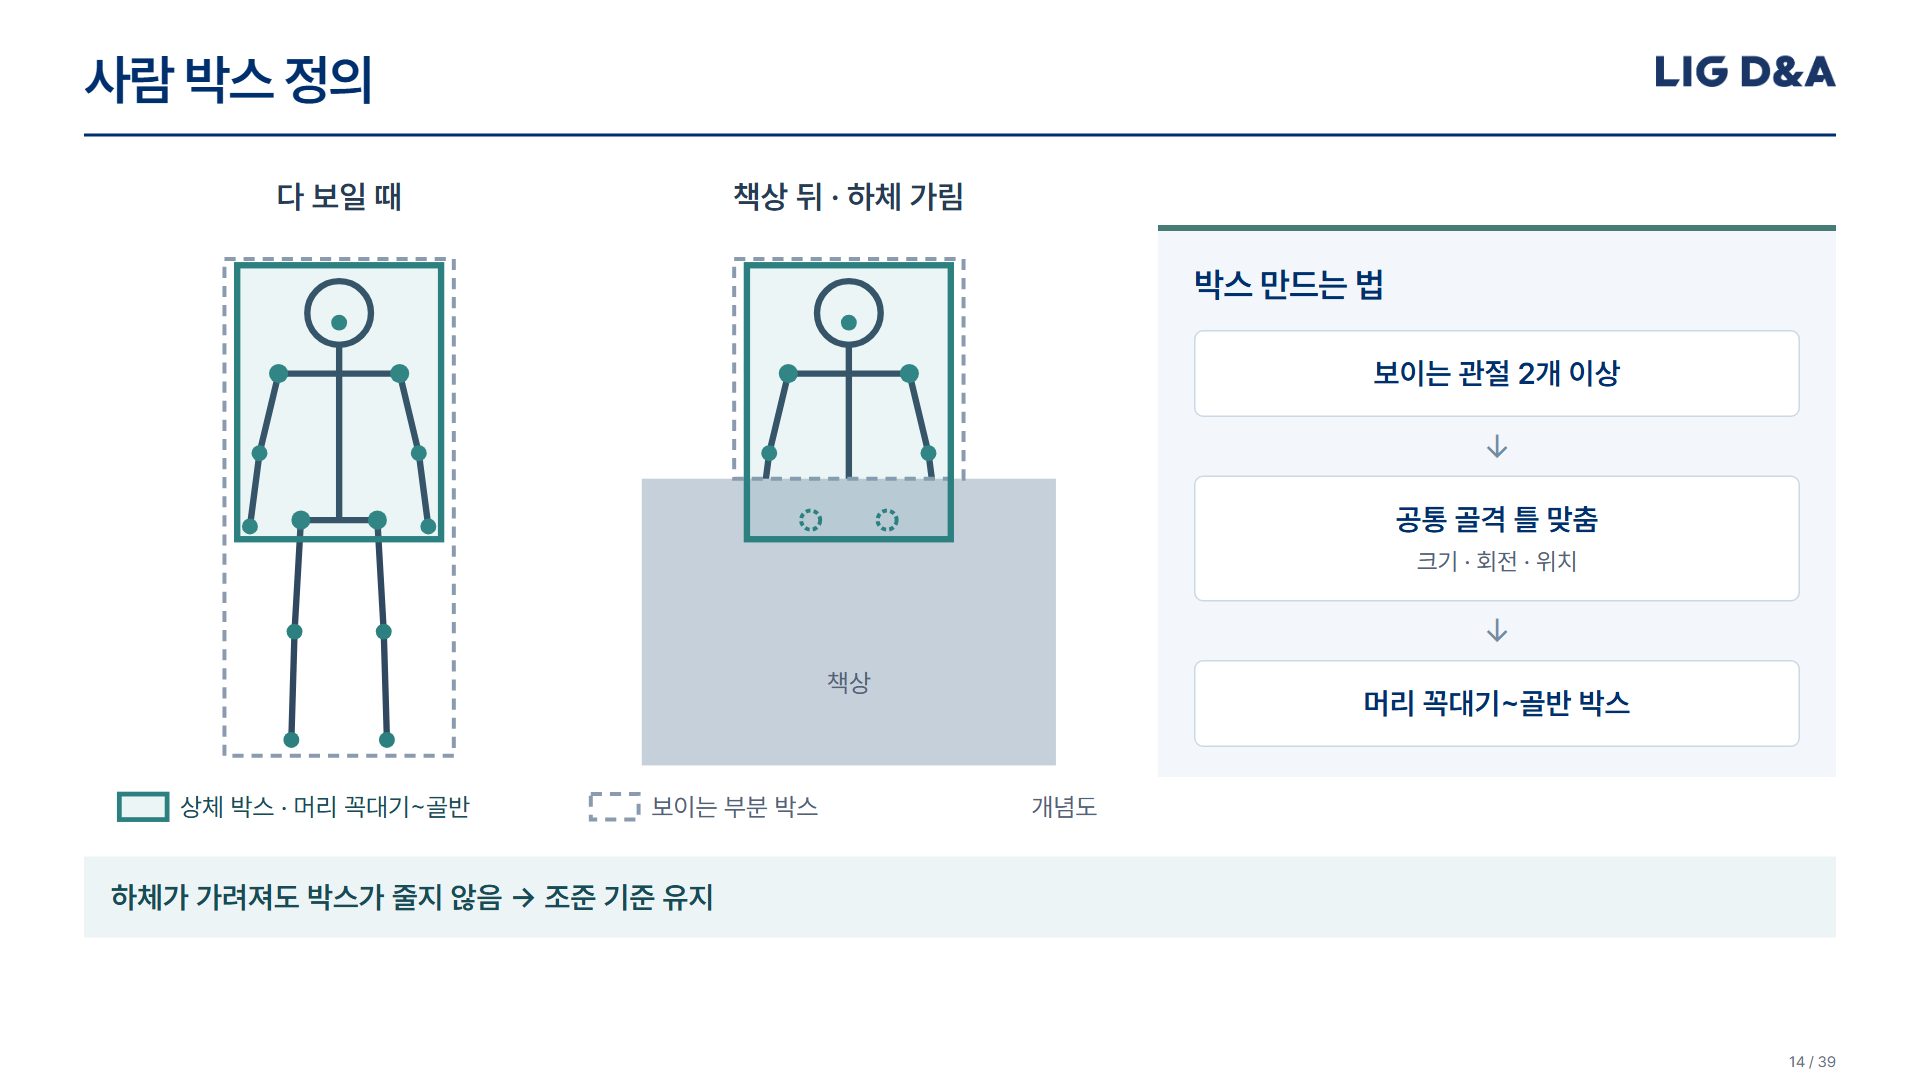 사람 박스 정의
LIG D&A
다 보일 때
책상 뒤 · 하체 가림
책상
상체 박스 · 머리 꼭대기~골반
보이는 부분 박스
개념도
박스 만드는 법
보이는 관절 2개 이상
↓
공통 골격 틀 맞춤
크기 · 회전 · 위치
↓
머리 꼭대기~골반 박스
하체가 가려져도 박스가 줄지 않음 → 조준 기준 유지
14 / 39